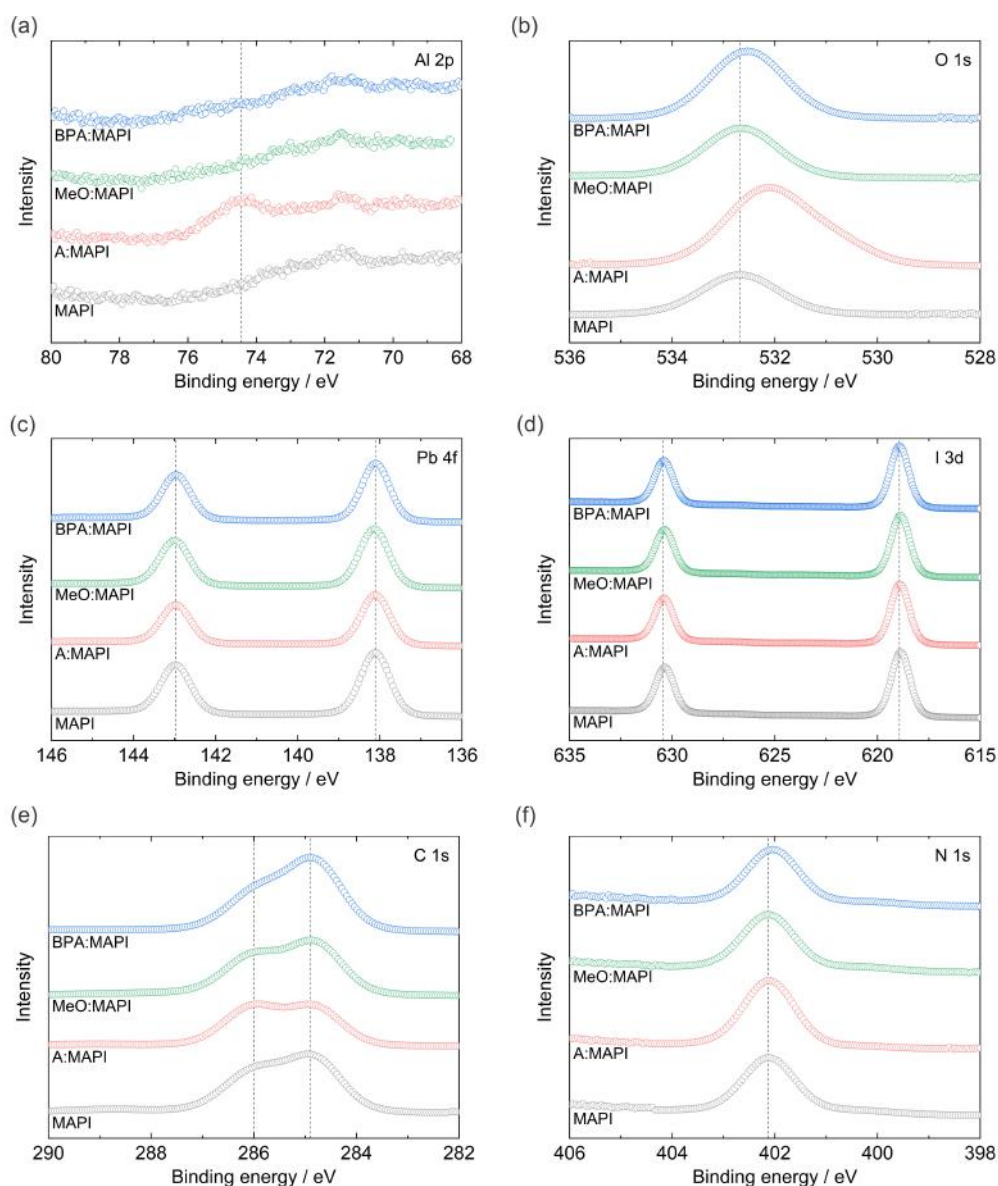 (a)
Al 2p
BPA:MAPI
MeO:MAPI
A:MAPI
MAPI
Intensity
80 78 76 74 72 70 68
Binding energy / eV
(b)
O 1s
BPA:MAPI
MeO:MAPI
A:MAPI
MAPI
Intensity
536 534 532 530 528
Binding energy / eV
(c)
Pb 4f
BPA:MAPI
MeO:MAPI
A:MAPI
MAPI
Intensity
146 144 142 140 138 136
Binding energy / eV
(d)
I 3d
BPA:MAPI
MeO:MAPI
A:MAPI
MAPI
Intensity
635 630 625 620 615
Binding energy / eV
(e)
C 1s
BPA:MAPI
MeO:MAPI
A:MAPI
MAPI
Intensity
290 288 286 284 282
Binding energy / eV
(f)
N 1s
BPA:MAPI
MeO:MAPI
A:MAPI
MAPI
Intensity
406 404 402 400 398
Binding energy / eV